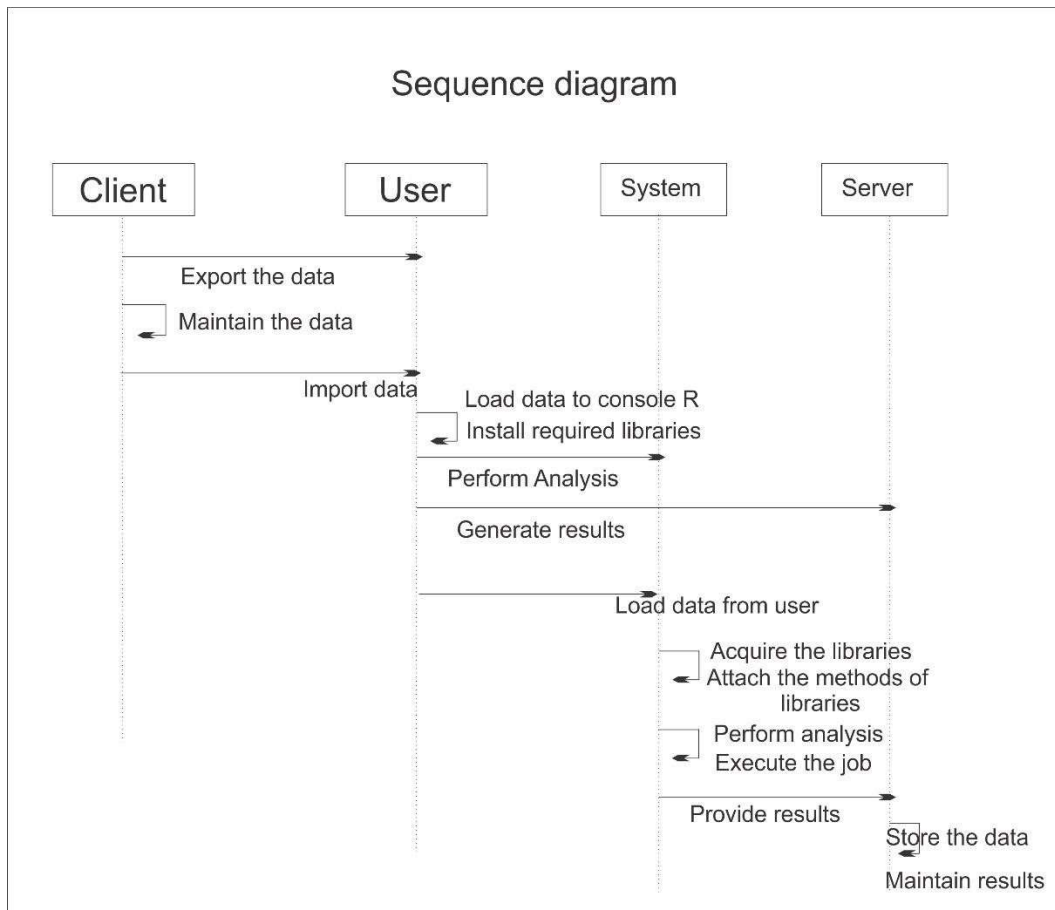 Sequence diagram
Client
User
System
Server
Export the data
Maintain the data
Import data
Load data to console R
Install required libraries
Perform Analysis
Generate results
Load data from user
Acquire the libraries
Attach the methods of
libraries
Perform analysis
Execute the job
Provide results
Store the data
Maintain results